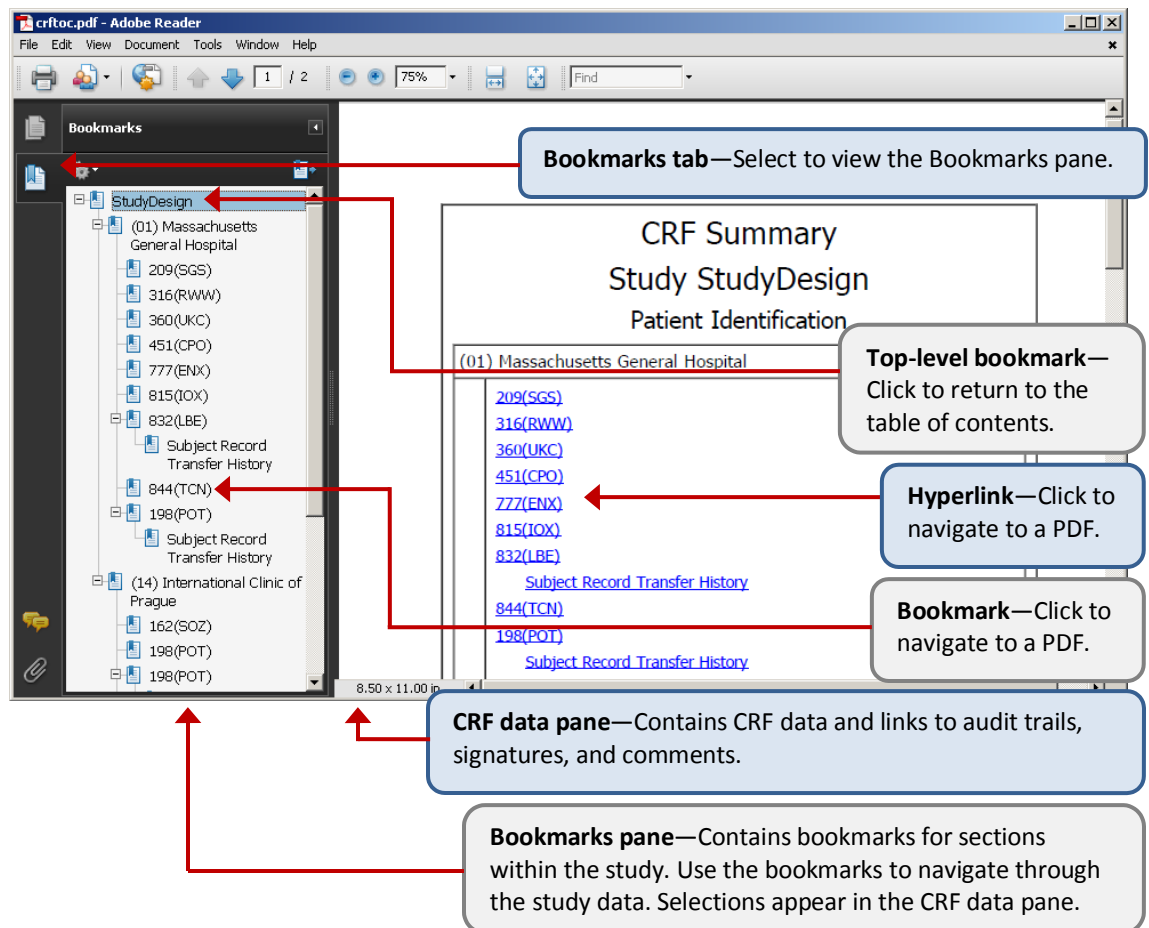 crftoc.pdf - Adobe Reader
File Edit View Document Tools Window Help
1 / 2 75% Find
Bookmarks
StudyDesign
(01) Massachusetts
General Hospital
209(SGS)
316(RWW)
360(UKC)
451(CPO)
777(ENX)
815(IOX)
832(LBE)
Subject Record
Transfer History
844(TCN)
198(POT)
Subject Record
Transfer History
(14) International Clinic of
Prague
162(SOZ)
198(POT)
198(POT)
8.50 x 11.00 in
CRF Summary
Study StudyDesign
Patient Identification
(01) Massachusetts General Hospital
209(SGS)
316(RWW)
360(UKC)
451(CPO)
777(ENX)
815(IOX)
832(LBE)
Subject Record Transfer History
844(TCN)
198(POT)
Subject Record Transfer History
Bookmarks tab—Select to view the Bookmarks pane.
Top-level bookmark—
Click to return to the
table of contents.
Hyperlink—Click to
navigate to a PDF.
Bookmark—Click to
navigate to a PDF.
CRF data pane—Contains CRF data and links to audit trails,
signatures, and comments.
Bookmarks pane—Contains bookmarks for sections
within the study. Use the bookmarks to navigate through
the study data. Selections appear in the CRF data pane.